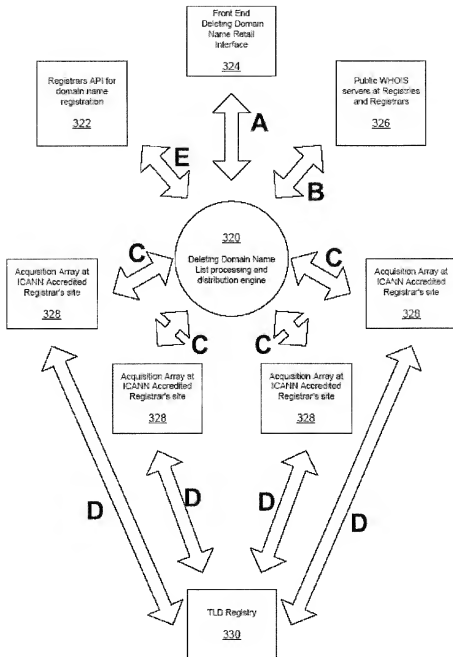 Front End
Deleting Domain
Name Retail
Interface
324
Registrars API for
domain name
registration
322
Public WHOIS
servers at Registries
and Registrars
326
A
E
B
320
Deleting Domain Name
List processing and
distribution engine
C
C
Acquisition Array at
ICANN Accredited
Registrar's site
328
Acquisition Array at
ICANN Accredited
Registrar's site
328
C
C
Acquisition Array at
ICANN Accredited
Registrar's site
328
Acquisition Array at
ICANN Accredited
Registrar's site
328
D
D
D
D
TLD Registry
330